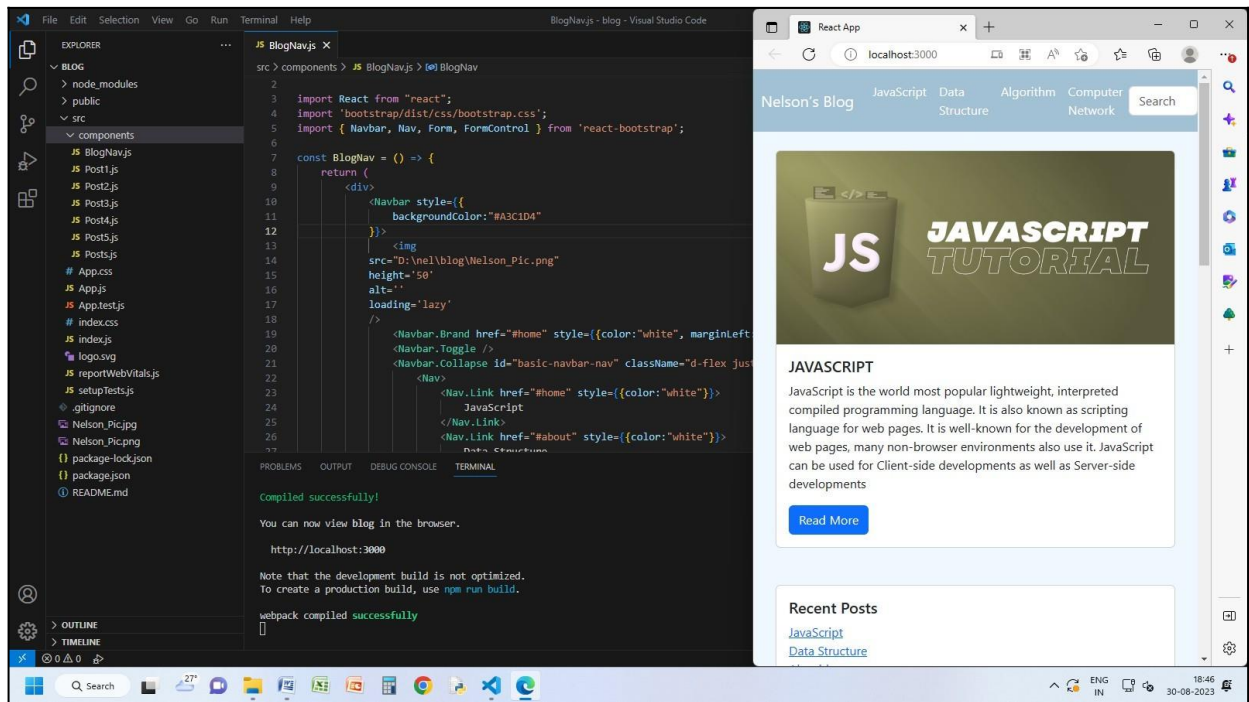 File Edit Selection View Go Run Terminal Help
BlogNav.js - blog - Visual Studio Code
EXPLORER
BLOG
node_modules
public
src
components
JS BlogNav.js
JS Post1.js
JS Post2.js
JS Post3.js
JS Post4.js
JS Post5.js
JS Posts.js
# App.css
JS App.js
JS App.test.js
# index.css
JS index.js
logo.svg
JS reportWebVitals.js
JS setupTests.js
.gitignore
Nelson_Pic.jpg
Nelson_Pic.png
{} package-lock.json
{} package.json
README.md
OUTLINE
TIMELINE
0 0
JS BlogNav.js
src > components > JS BlogNav.js > BlogNav
2
3 import React from "react";
4 import 'bootstrap/dist/css/bootstrap.css';
5 import { Navbar, Nav, Form, FormControl } from 'react-bootstrap';
6
7 const BlogNav = () => {
8 return (
9 <div>
10 <Navbar style={{
11 backgroundColor:"#A3C1D4"
12 }}>
13 <img
14 src="D:\nel\blog\Nelson_Pic.png"
15 height='50'
16 alt=''
17 loading='lazy'
18 />
19 <Navbar.Brand href="#home" style={{color:"white", marginLeft:
20 <Navbar.Toggle />
21 <Navbar.Collapse id="basic-navbar-nav" className="d-flex jus
22 <Nav>
23 <Nav.Link href="#home" style={{color:"white"}}>
24 JavaScript
25 </Nav.Link>
26 <Nav.Link href="#about" style={{color:"white"}}>
27 Data Structure
PROBLEMS OUTPUT DEBUG CONSOLE TERMINAL
Compiled successfully!
You can now view blog in the browser.
http://localhost:3000
Note that the development build is not optimized.
To create a production build, use npm run build.
webpack compiled successfully
React App
localhost:3000
Nelson's Blog
JavaScript
Data
Structure
Algorithm
Computer
Network
Search
</>
JS
JAVASCRIPT
TUTORIAL
JAVASCRIPT
JavaScript is the world most popular lightweight, interpreted
compiled programming language. It is also known as scripting
language for web pages. It is well-known for the development of
web pages, many non-browser environments also use it. JavaScript
can be used for Client-side developments as well as Server-side
developments
Read More
Recent Posts
JavaScript
Data Structure
Search
27°
ENG
IN
18:46
30-08-2023